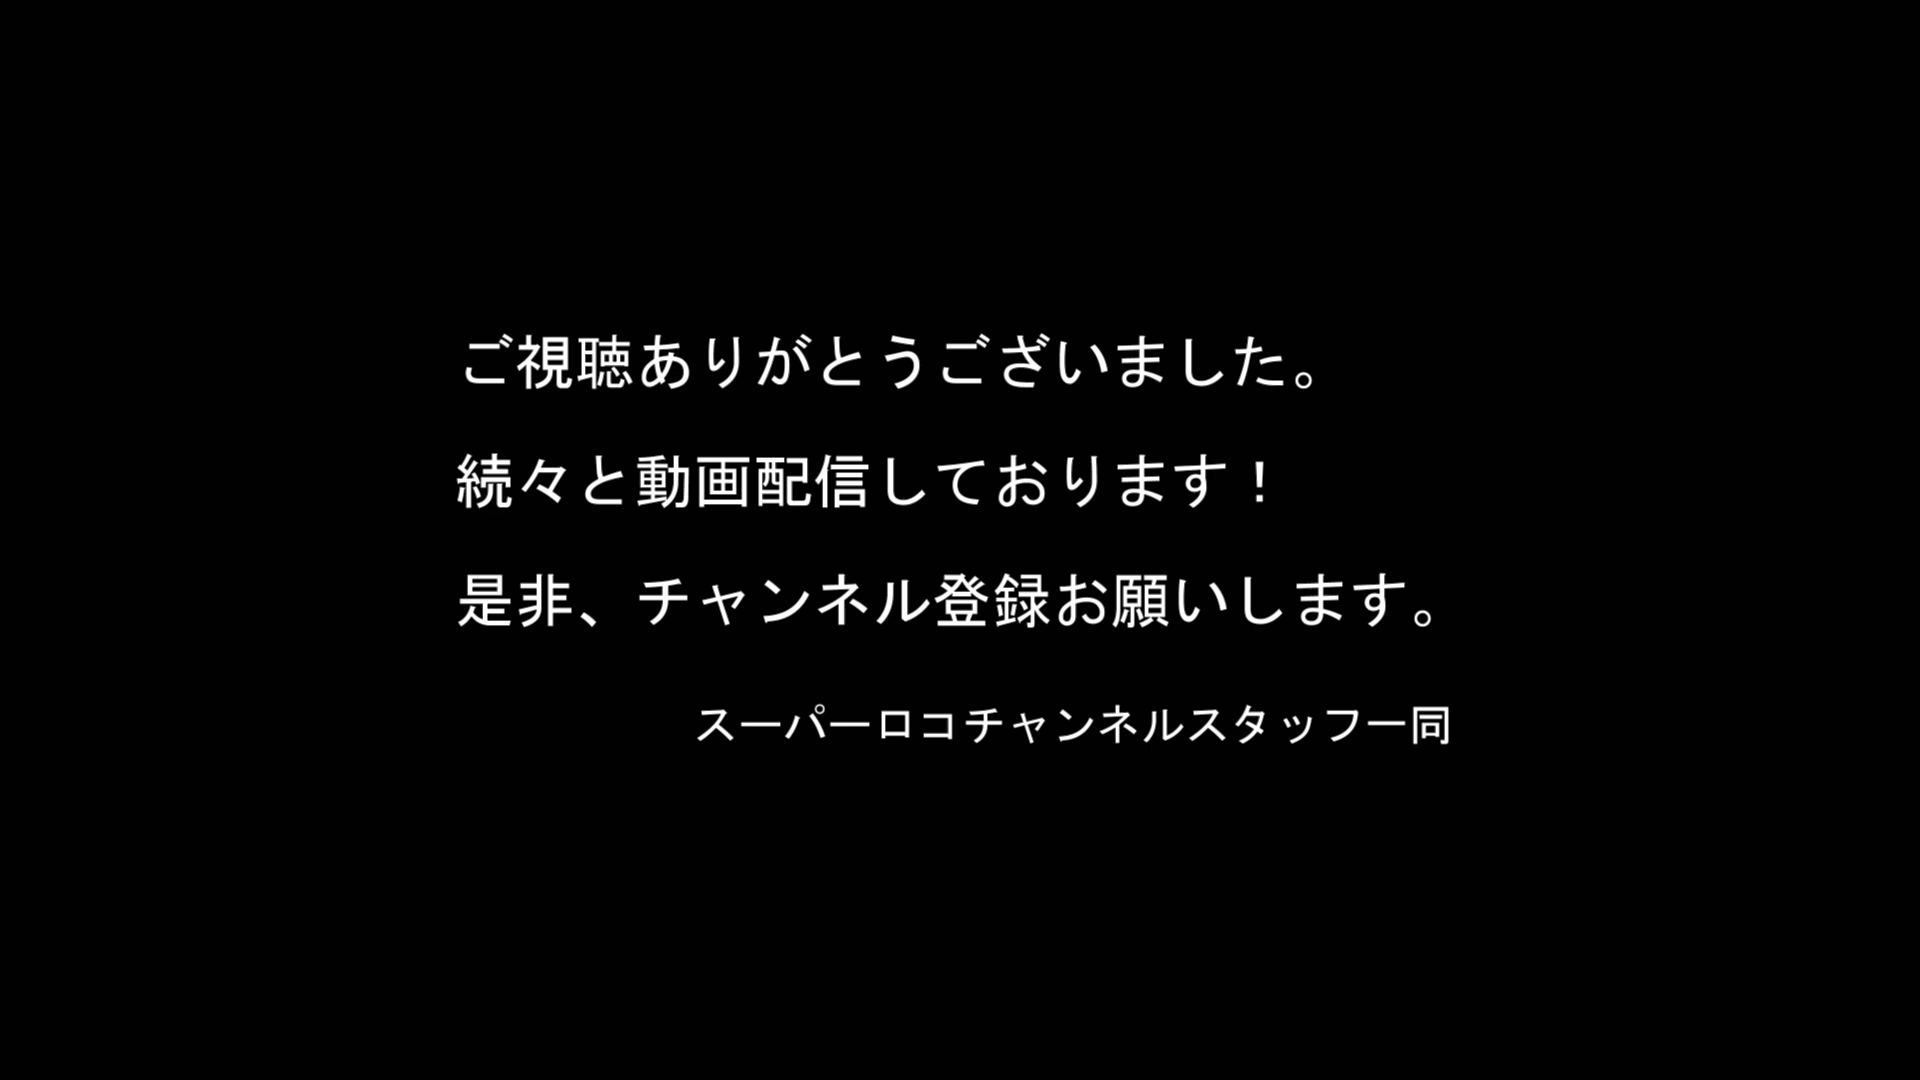 ご視聴ありがとうございました。
続々と動画配信しております！
是非、チャンネル登録お願いします。
スーパーロコチャンネルスタッフ一同